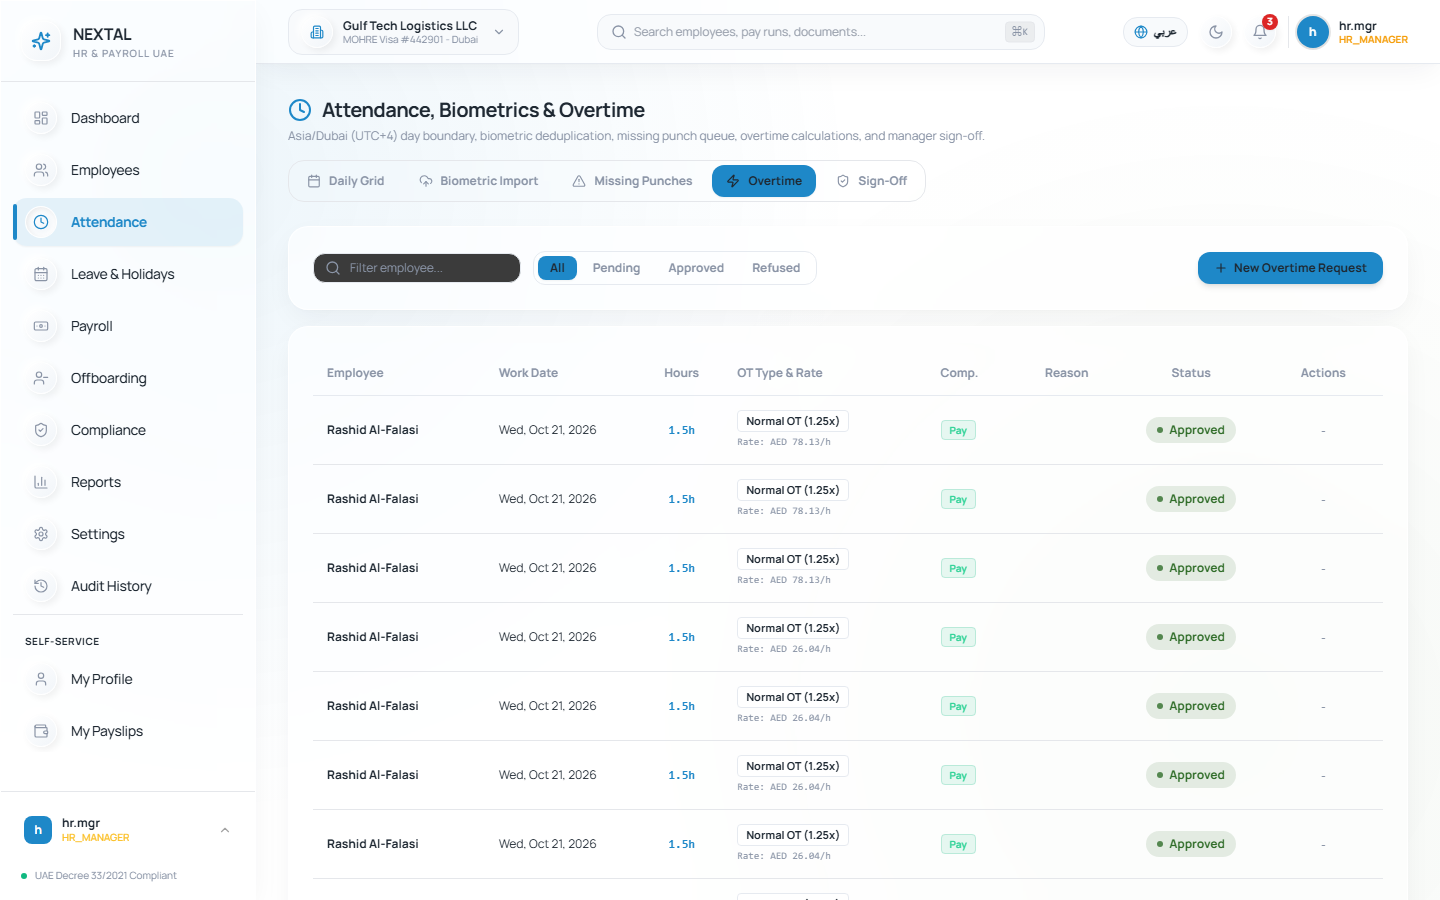 NEXTAL
HR & PAYROLL UAE
Gulf Tech Logistics LLC
MOHRE Visa #442901 - Dubai
Search employees, pay runs, documents...
⌘K
عربي
3
h
hr.mgr
HR_MANAGER
Dashboard
Employees
Attendance
Leave & Holidays
Payroll
Offboarding
Compliance
Reports
Settings
Audit History
SELF-SERVICE
My Profile
My Payslips
h
hr.mgr
HR_MANAGER
UAE Decree 33/2021 Compliant
Attendance, Biometrics & Overtime
Asia/Dubai (UTC+4) day boundary, biometric deduplication, missing punch queue, overtime calculations, and manager sign-off.
Daily Grid Biometric Import Missing Punches Overtime Sign-Off
Filter employee... All Pending Approved Refused New Overtime Request
Employee Work Date Hours OT Type & Rate Comp. Reason Status Actions
Rashid Al-Falasi Wed, Oct 21, 2026 1.5h Normal OT (1.25x) Pay Approved -
Rate: AED 78.13/h
Rashid Al-Falasi Wed, Oct 21, 2026 1.5h Normal OT (1.25x) Pay Approved -
Rate: AED 78.13/h
Rashid Al-Falasi Wed, Oct 21, 2026 1.5h Normal OT (1.25x) Pay Approved -
Rate: AED 78.13/h
Rashid Al-Falasi Wed, Oct 21, 2026 1.5h Normal OT (1.25x) Pay Approved -
Rate: AED 26.04/h
Rashid Al-Falasi Wed, Oct 21, 2026 1.5h Normal OT (1.25x) Pay Approved -
Rate: AED 26.04/h
Rashid Al-Falasi Wed, Oct 21, 2026 1.5h Normal OT (1.25x) Pay Approved -
Rate: AED 26.04/h
Rashid Al-Falasi Wed, Oct 21, 2026 1.5h Normal OT (1.25x) Pay Approved -
Rate: AED 26.04/h